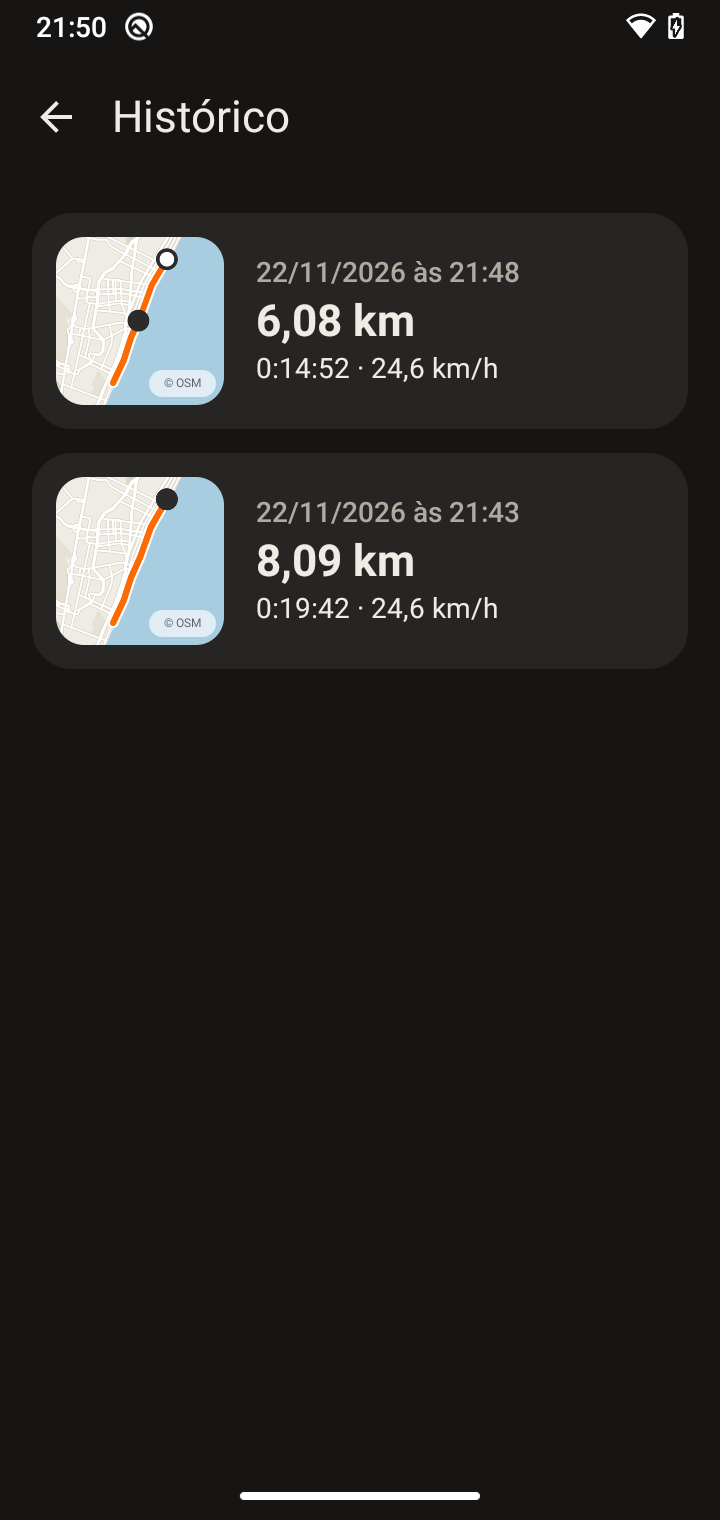 21:50
Histórico
22/11/2026 às 21:48
6,08 km
0:14:52 · 24,6 km/h
© OSM
22/11/2026 às 21:43
8,09 km
0:19:42 · 24,6 km/h
© OSM